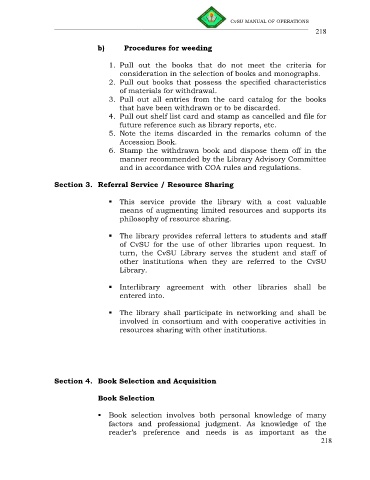 CvSU MANUAL OF OPERATIONS
218
b) Procedures for weeding
1. Pull out the books that do not meet the criteria for
consideration in the selection of books and monographs.
2. Pull out books that possess the specified characteristics
of materials for withdrawal.
3. Pull out all entries from the card catalog for the books
that have been withdrawn or to be discarded.
4. Pull out shelf list card and stamp as cancelled and file for
future reference such as library reports, etc.
5. Note the items discarded in the remarks column of the
Accession Book.
6. Stamp the withdrawn book and dispose them off in the
manner recommended by the Library Advisory Committee
and in accordance with COA rules and regulations.
Section 3. Referral Service / Resource Sharing
▪ This service provide the library with a cost valuable
means of augmenting limited resources and supports its
philosophy of resource sharing.
▪ The library provides referral letters to students and staff
of CvSU for the use of other libraries upon request. In
turn, the CvSU Library serves the student and staff of
other institutions when they are referred to the CvSU
Library.
▪ Interlibrary agreement with other libraries shall be
entered into.
▪ The library shall participate in networking and shall be
involved in consortium and with cooperative activities in
resources sharing with other institutions.
Section 4. Book Selection and Acquisition
Book Selection
▪ Book selection involves both personal knowledge of many
factors and professional judgment. As knowledge of the
reader's preference and needs is as important as the
218